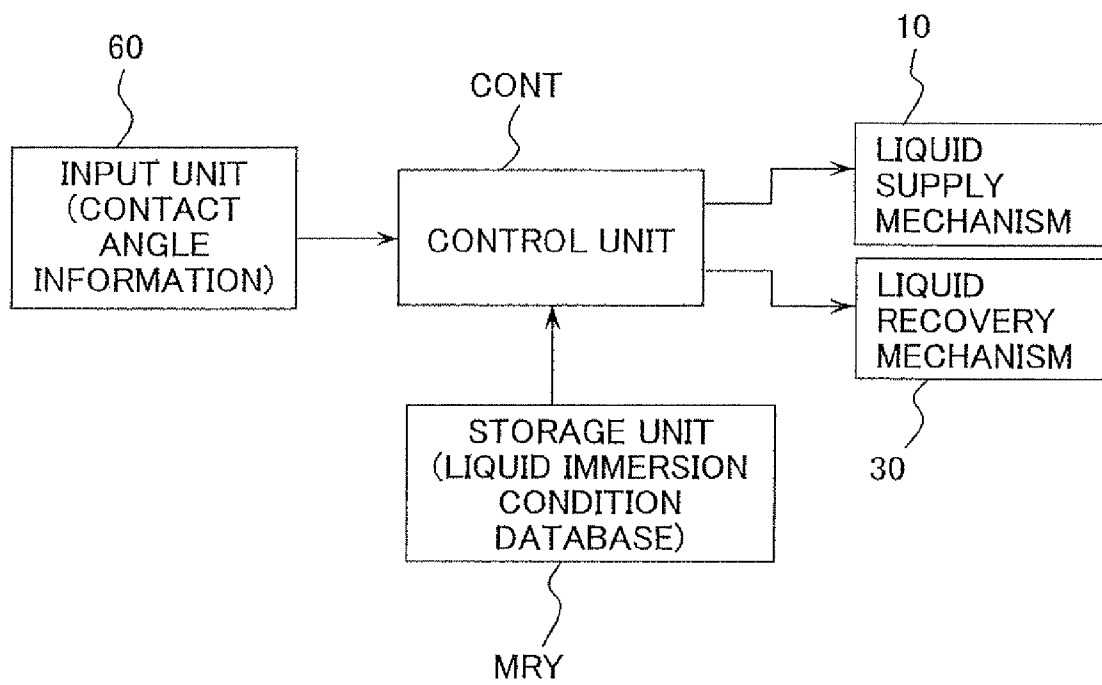 60
10
CONT
INPUT UNIT
(CONTACT
ANGLE
INFORMATION)
CONTROL UNIT
LIQUID
SUPPLY
MECHANISM
LIQUID
RECOVERY
MECHANISM
30
STORAGE UNIT
(LIQUID IMMERSION
CONDITION
DATABASE)
MRY